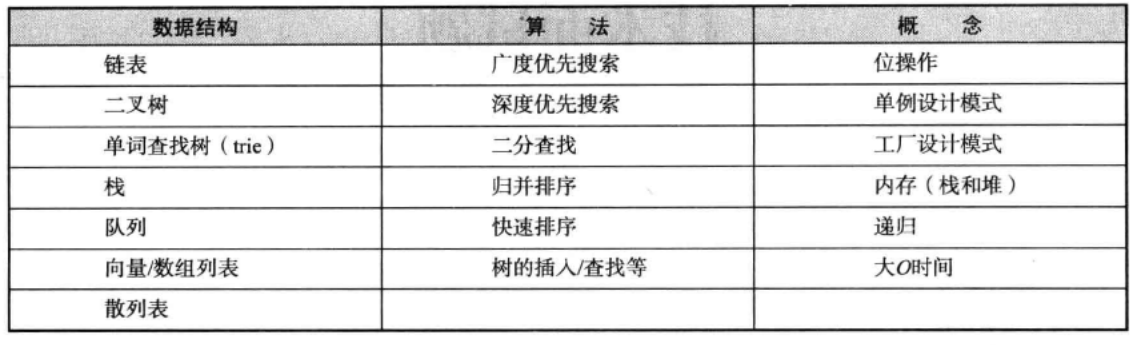 数据结构 算 法 概 念
链表 广度优先搜索 位操作
二叉树 深度优先搜索 单例设计模式
单词查找树（trie） 二分查找 工厂设计模式
栈 归并排序 内存（栈和堆）
队列 快速排序 递归
向量/数组列表 树的插入/查找等 大O时间
散列表